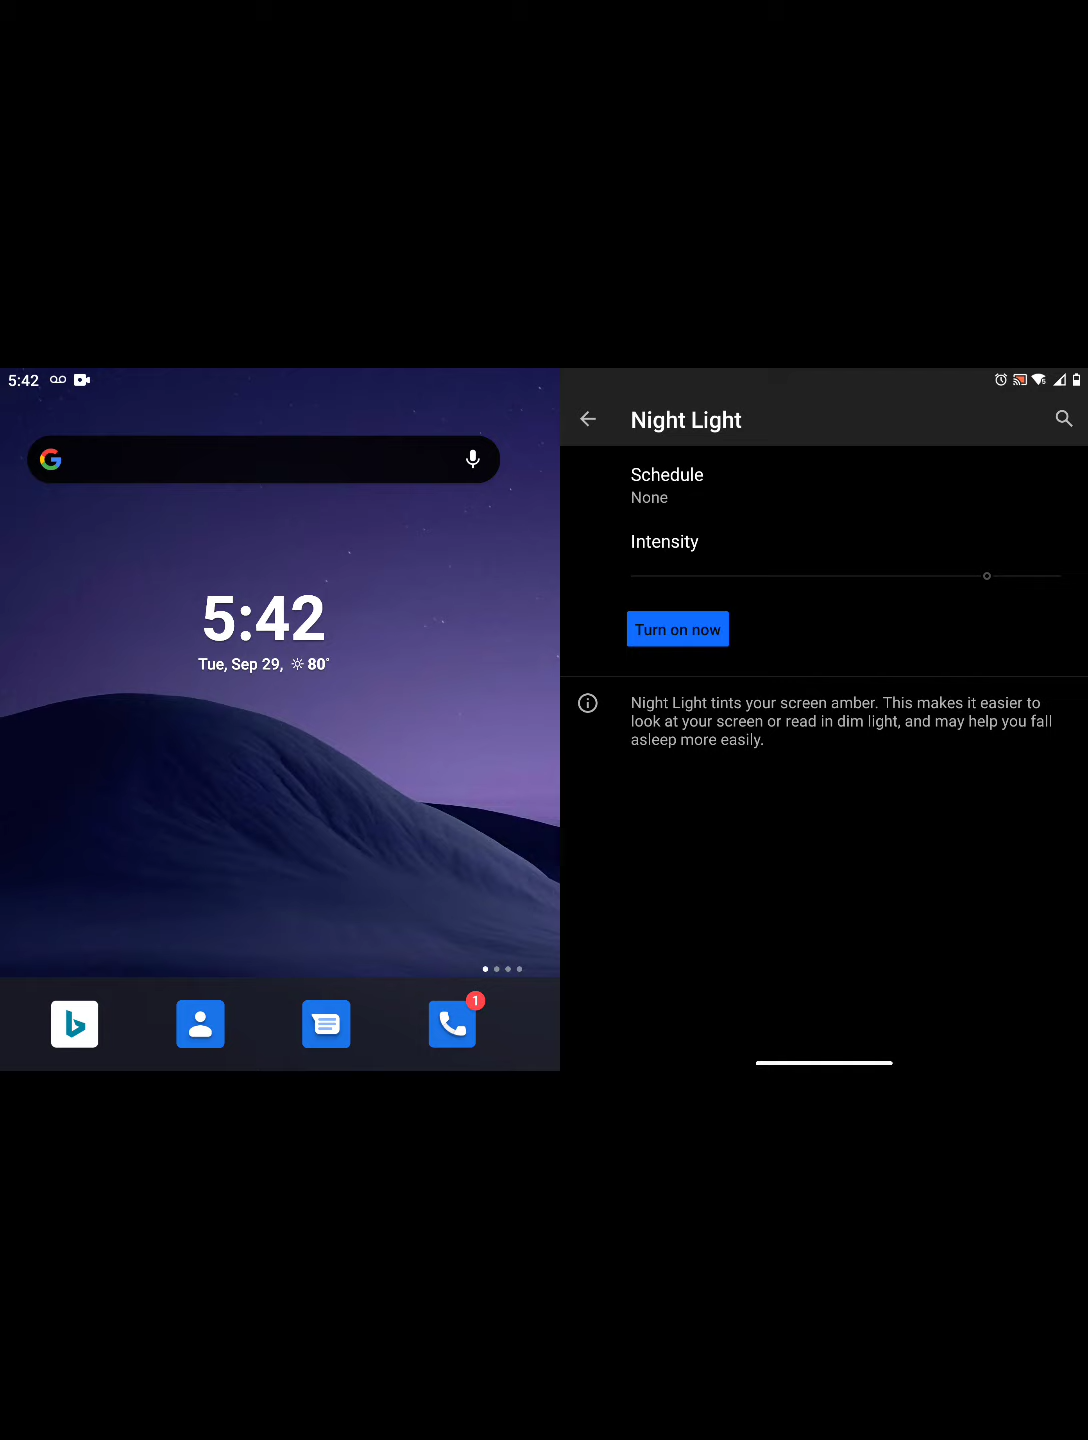 5:42
5:42
Tue, Sep 29, 80°
1
Night Light
Schedule
None
Intensity
Turn on now
Night Light tints your screen amber. This makes it easier to
look at your screen or read in dim light, and may help you fall
asleep more easily.